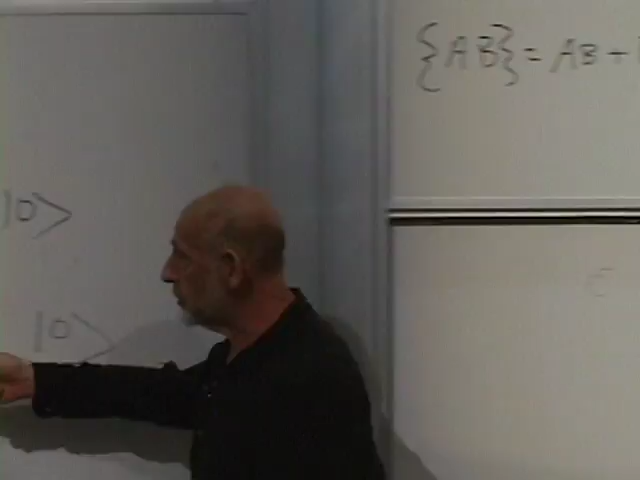 {AB} = AB +
|0>
|0>